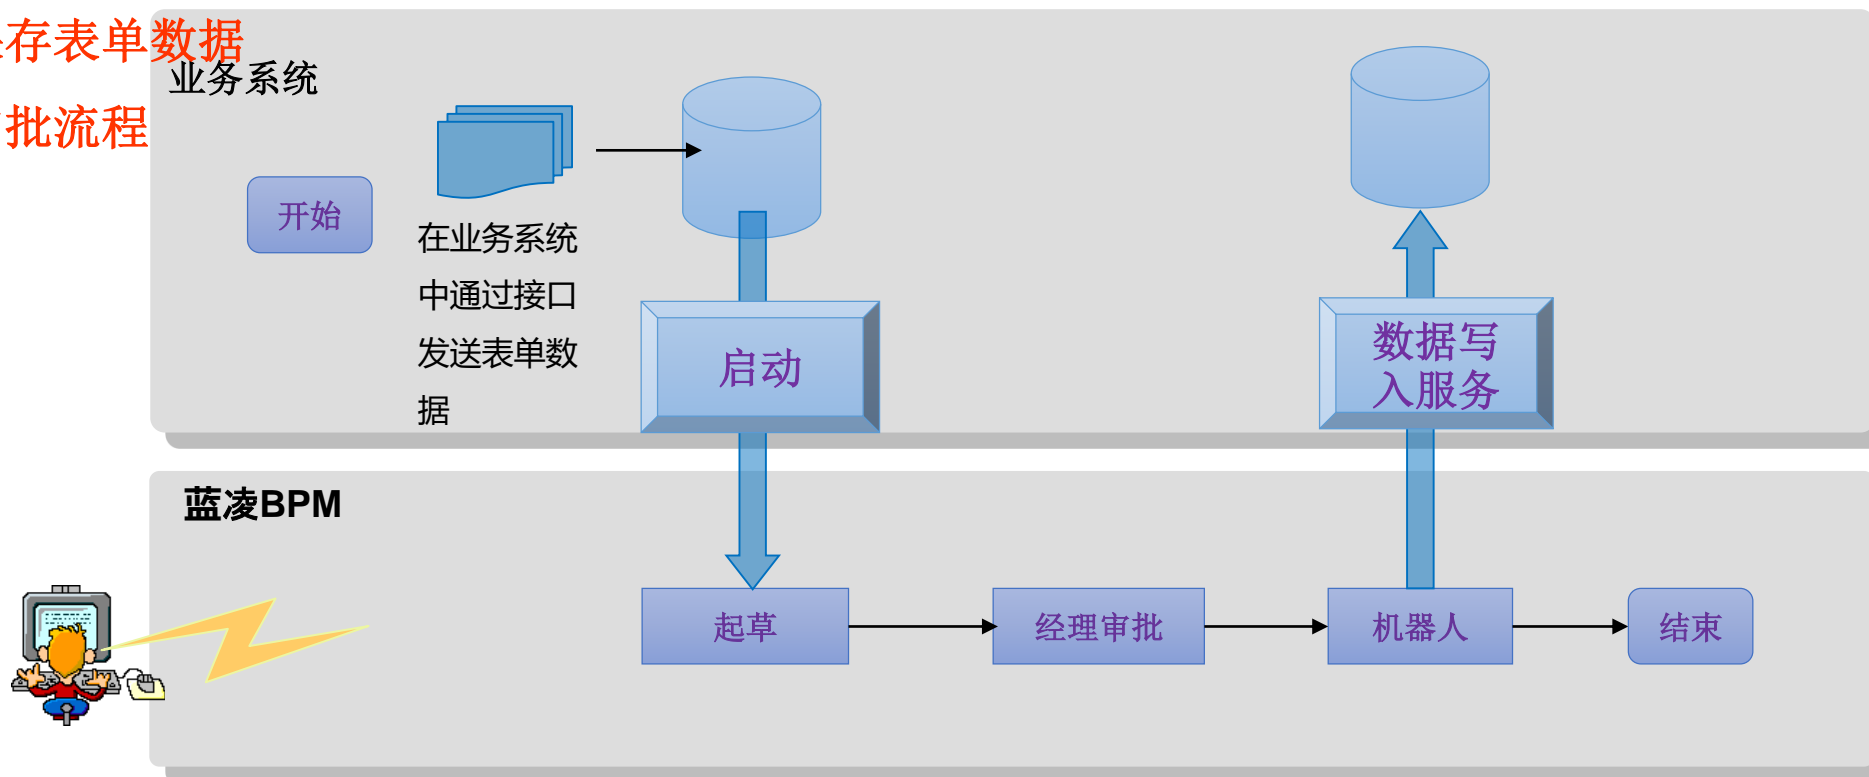 存表单数据
批流程
业务系统
开始
在业务系统
中通过接口
发送表单数
据
启动
数据写
入服务
蓝凌BPM
起草
经理审批
机器人
结束